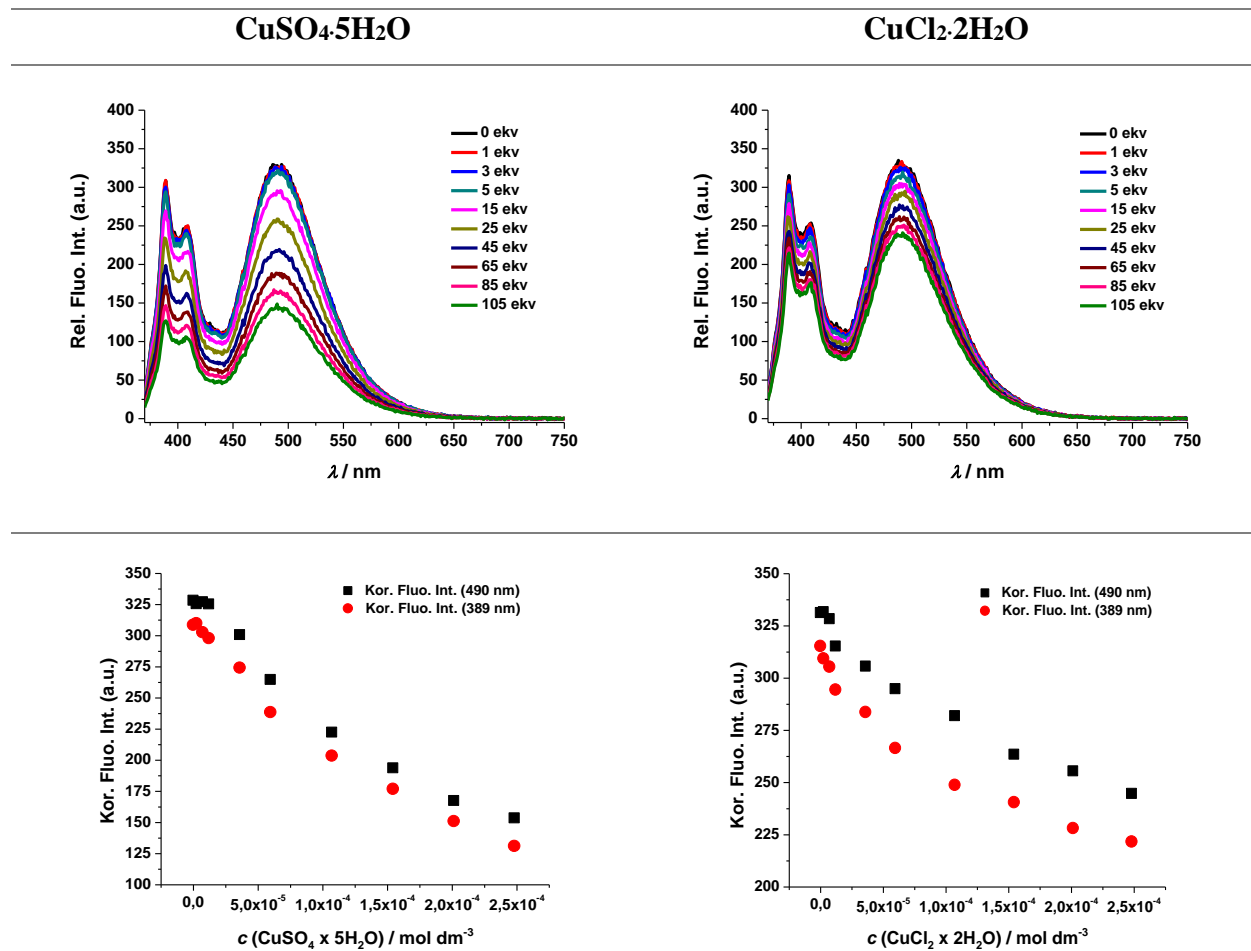 CuSO₄·5H₂O
CuCl₂·2H₂O
400
350
300
250
200
150
100
50
0
Rel. Fluo. Int. (a.u.)
0 ekv
1 ekv
3 ekv
5 ekv
15 ekv
25 ekv
45 ekv
65 ekv
85 ekv
105 ekv
400 450 500 550 600 650 700 750
λ / nm
400
350
300
250
200
150
100
50
0
Rel. Fluo. Int. (a.u.)
0 ekv
1 ekv
3 ekv
5 ekv
15 ekv
25 ekv
45 ekv
65 ekv
85 ekv
105 ekv
400 450 500 550 600 650 700 750
λ / nm
350
325
300
275
250
225
200
175
150
125
100
Kor. Fluo. Int. (a.u.)
Kor. Fluo. Int. (490 nm)
Kor. Fluo. Int. (389 nm)
0,0 5,0x10⁻⁵ 1,0x10⁻⁴ 1,5x10⁻⁴ 2,0x10⁻⁴ 2,5x10⁻⁴
c (CuSO₄ x 5H₂O) / mol dm⁻³
350
325
300
275
250
225
200
Kor. Fluo. Int. (a.u.)
Kor. Fluo. Int. (490 nm)
Kor. Fluo. Int. (389 nm)
0,0 5,0x10⁻⁵ 1,0x10⁻⁴ 1,5x10⁻⁴ 2,0x10⁻⁴ 2,5x10⁻⁴
c (CuCl₂ x 2H₂O) / mol dm⁻³